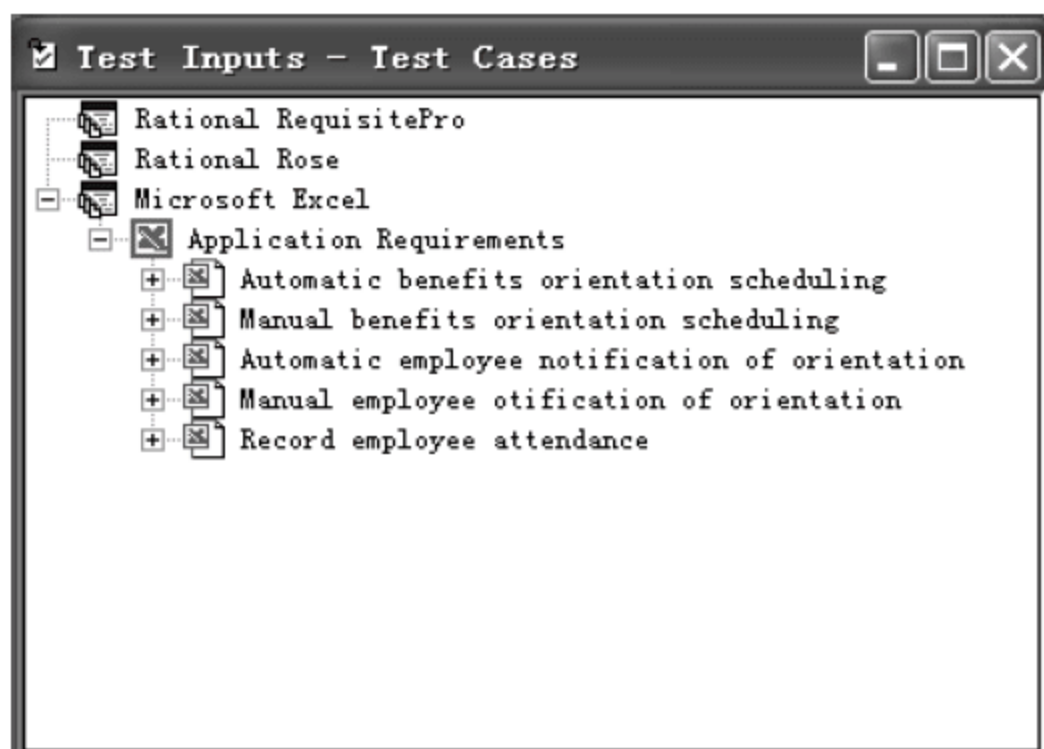 Test Inputs - Test Cases
Rational RequisitePro
Rational Rose
Microsoft Excel
Application Requirements
Automatic benefits orientation scheduling
Manual benefits orientation scheduling
Automatic employee notification of orientation
Manual employee otification of orientation
Record employee attendance